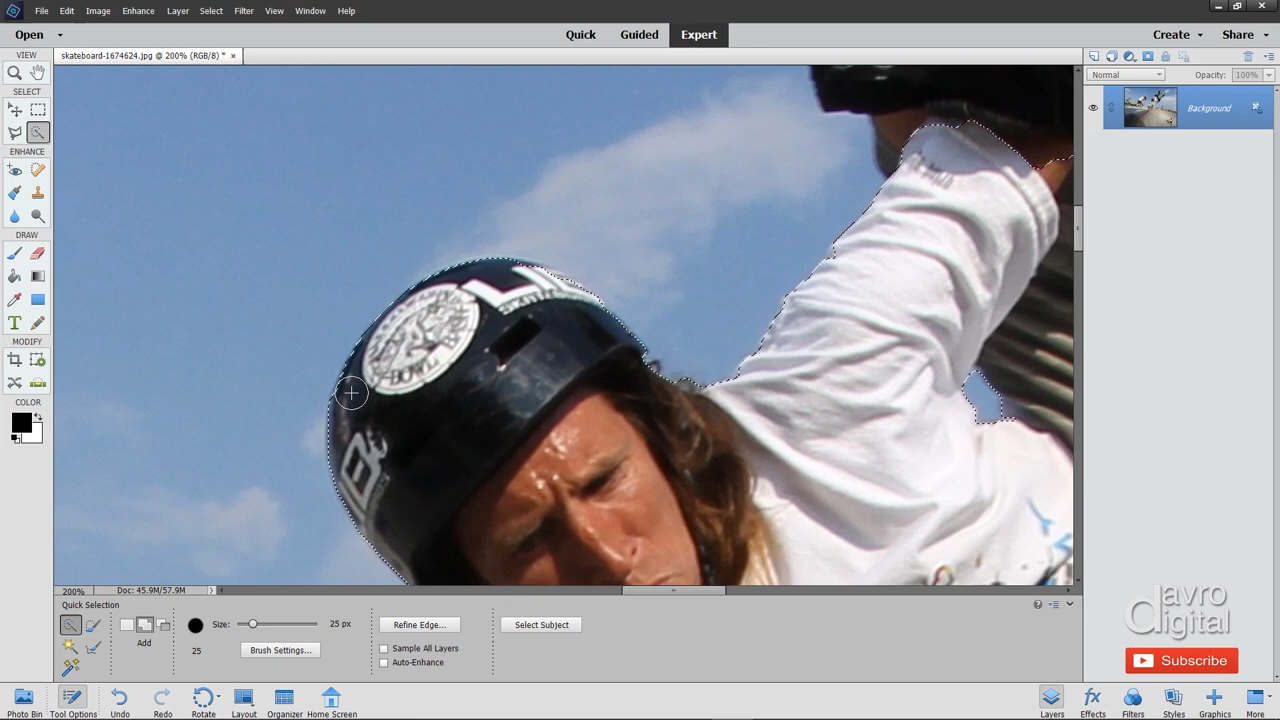 File Edit Image Enhance Layer Select Filter View Window Help
Open Quick Guided Expert Create Share
VIEW skateboard-1674624.jpg @ 200% (RGB/8) * ×
Normal Opacity: 100%
SELECT
Background
ENHANCE
DRAW
BOWL
MODIFY
COLOR
B
200% Doc: 45.9M/57.9M
Quick Selection
Size: 25 px Refine Edge... Select Subject
Add
25 Brush Settings... Sample All Layers
Auto-Enhance
davro
digital
Subscribe
Photo Bin Tool Options Undo Redo Rotate Layout Organizer Home Screen Layers Effects Filters Styles Graphics More